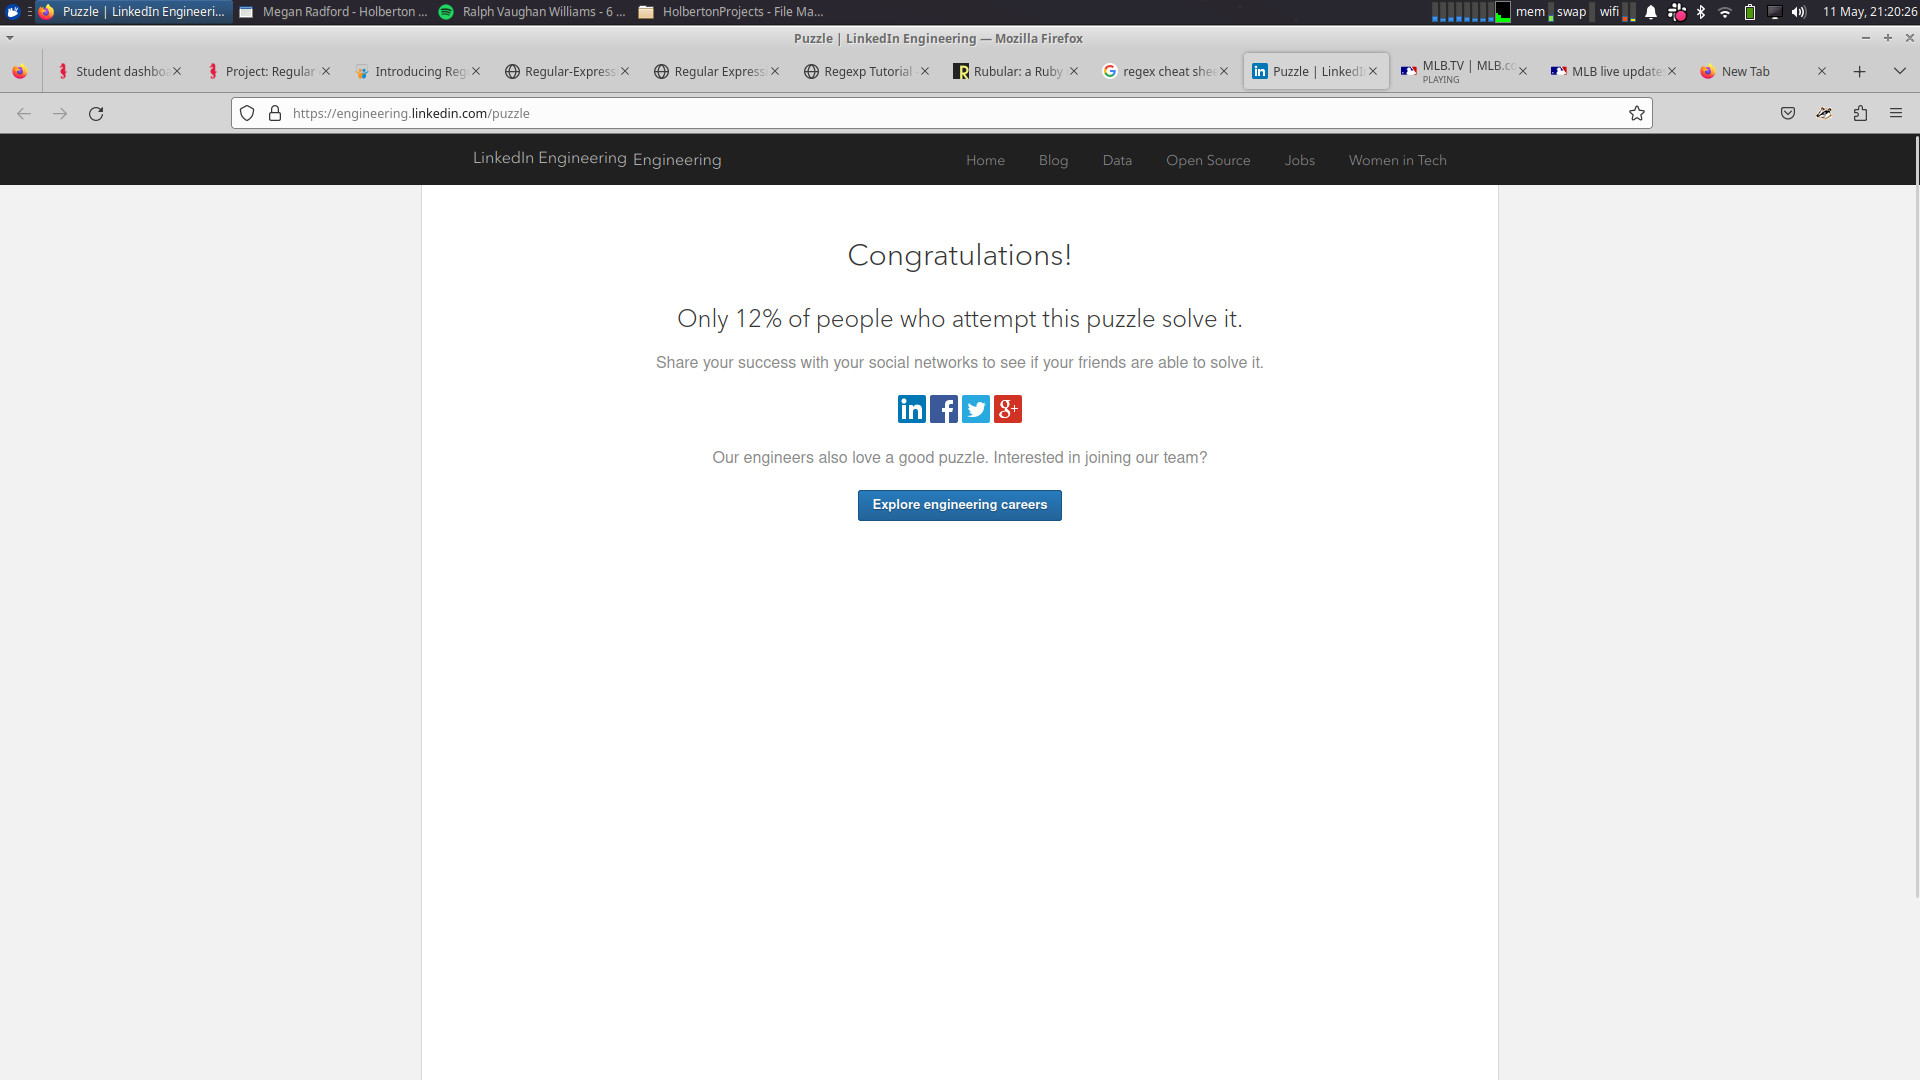 Puzzle | LinkedIn Engineeri...
Megan Radford - Holberton ...
Ralph Vaughan Williams - 6 ...
HolbertonProjects - File Ma...
mem
swap
wifi
11 May, 21:20:26
Puzzle | LinkedIn Engineering — Mozilla Firefox
Student dashboa
Project: Regular
Introducing Reg
Regular-Express
Regular Express
Regexp Tutorial
Rubular: a Ruby
regex cheat shee
Puzzle | LinkedI
MLB.TV | MLB.co
PLAYING
MLB live update
New Tab
https://engineering.linkedin.com/puzzle
LinkedIn Engineering Engineering
Home
Blog
Data
Open Source
Jobs
Women in Tech
Congratulations!
Only 12% of people who attempt this puzzle solve it.
Share your success with your social networks to see if your friends are able to solve it.
in f g+
Our engineers also love a good puzzle. Interested in joining our team?
Explore engineering careers